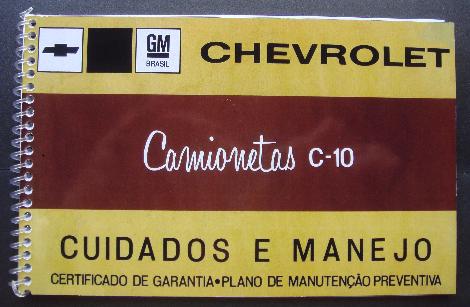 GM
BRASIL
CHEVROLET
Camionetas C-10
CUIDADOS E MANEJO
CERTIFICADO DE GARANTIA•PLANO DE MANUTENÇÃO PREVENTIVA